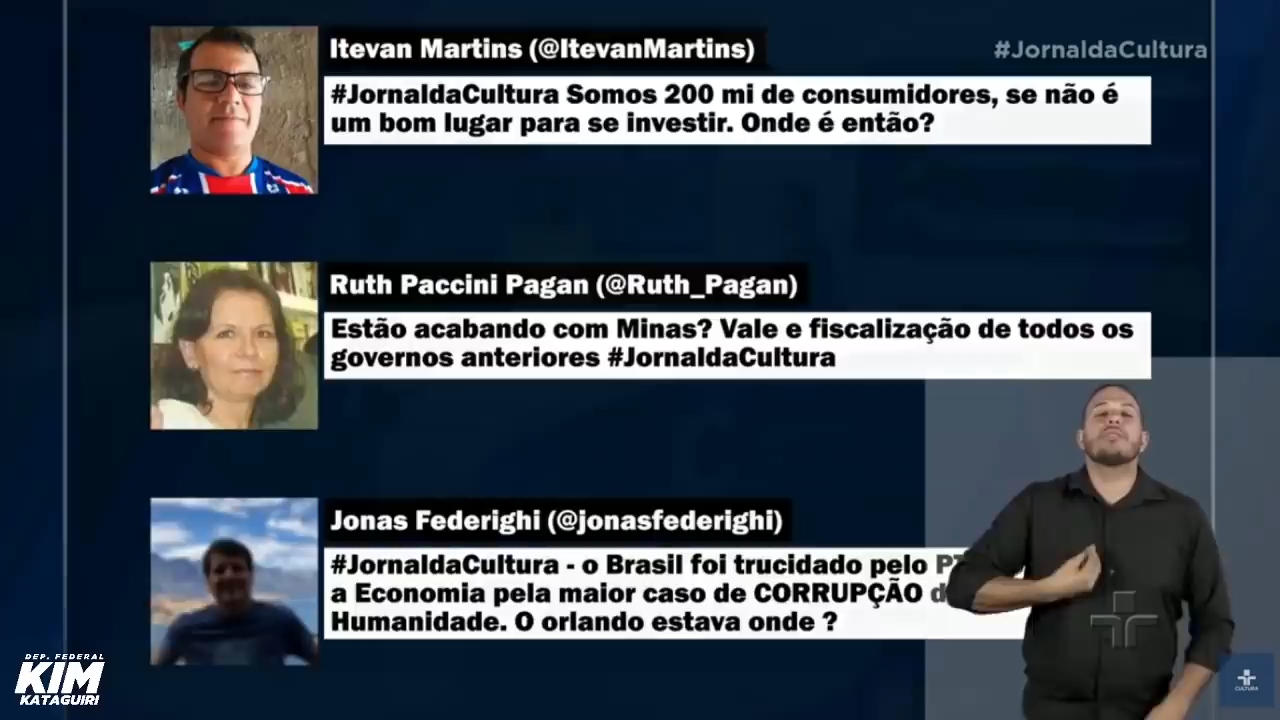 Itevan Martins (@ItevanMartins)
#JornaldaCultura
#JornaldaCultura Somos 200 mi de consumidores, se não é
um bom lugar para se investir. Onde é então?
Ruth Paccini Pagan (@Ruth_Pagan)
Estão acabando com Minas? Vale e fiscalização de todos os
governos anteriores #JornaldaCultura
Jonas Federighi (@jonasfederighi)
#JornaldaCultura - o Brasil foi trucidado pelo PT
a Economia pela maior caso de CORRUPÇÃO
Humanidade. O orlando estava onde ?
DEP. FEDERAL
KIM
KATAGUIRI
CULTURA